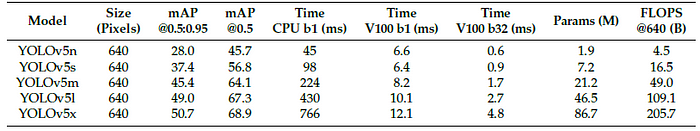 Model Size (Pixels) mAP @0.5:0.95 mAP @0.5 Time CPU b1 (ms) Time V100 b1 (ms) Time V100 b32 (ms) Params (M) FLOPS @640 (B)
YOLOv5n 640 28.0 45.7 45 6.6 0.6 1.9 4.5
YOLOv5s 640 37.4 56.8 98 6.4 0.9 7.2 16.5
YOLOv5m 640 45.4 64.1 224 8.2 1.7 21.2 49.0
YOLOv5l 640 49.0 67.3 430 10.1 2.7 46.5 109.1
YOLOv5x 640 50.7 68.9 766 12.1 4.8 86.7 205.7